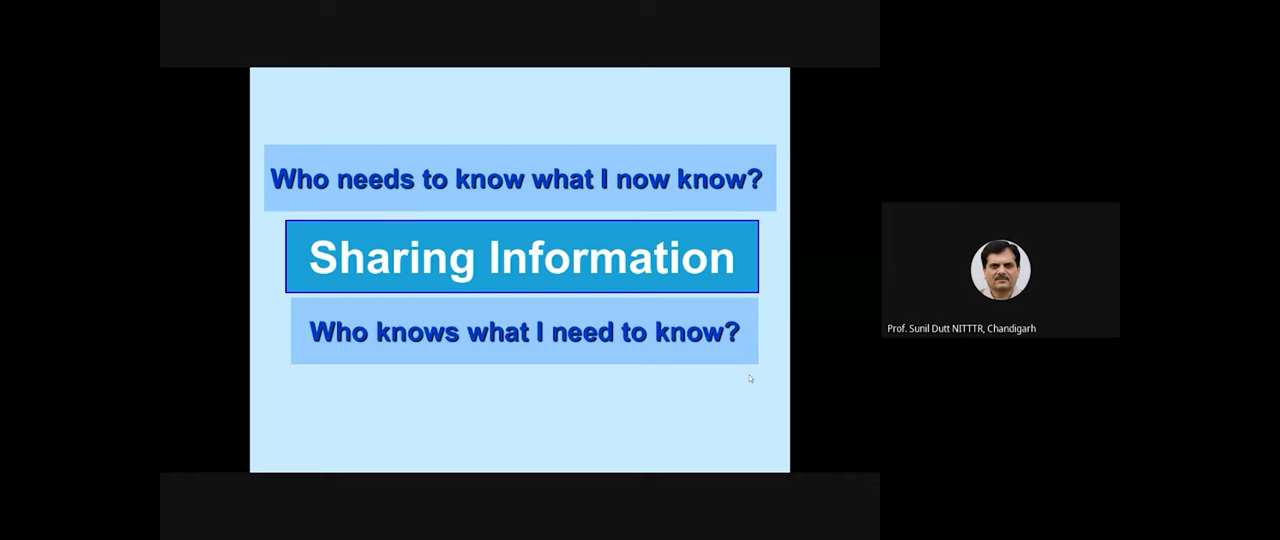 Who needs to know what I now know?
Sharing Information
Who knows what I need to know?
Prof. Sunil Dutt NITTTR, Chandigarh